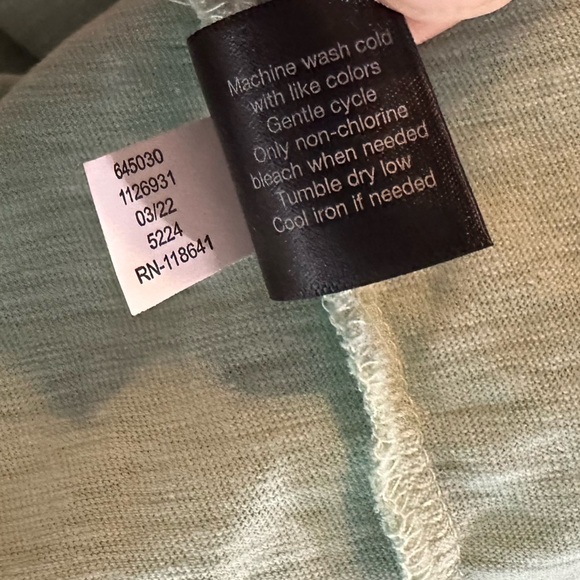 Machine wash cold
with like colors
Gentle cycle
Only non-chlorine
bleach when needed
Tumble dry low
Cool iron if needed
645030
1126931
03/22
5224
RN-118641